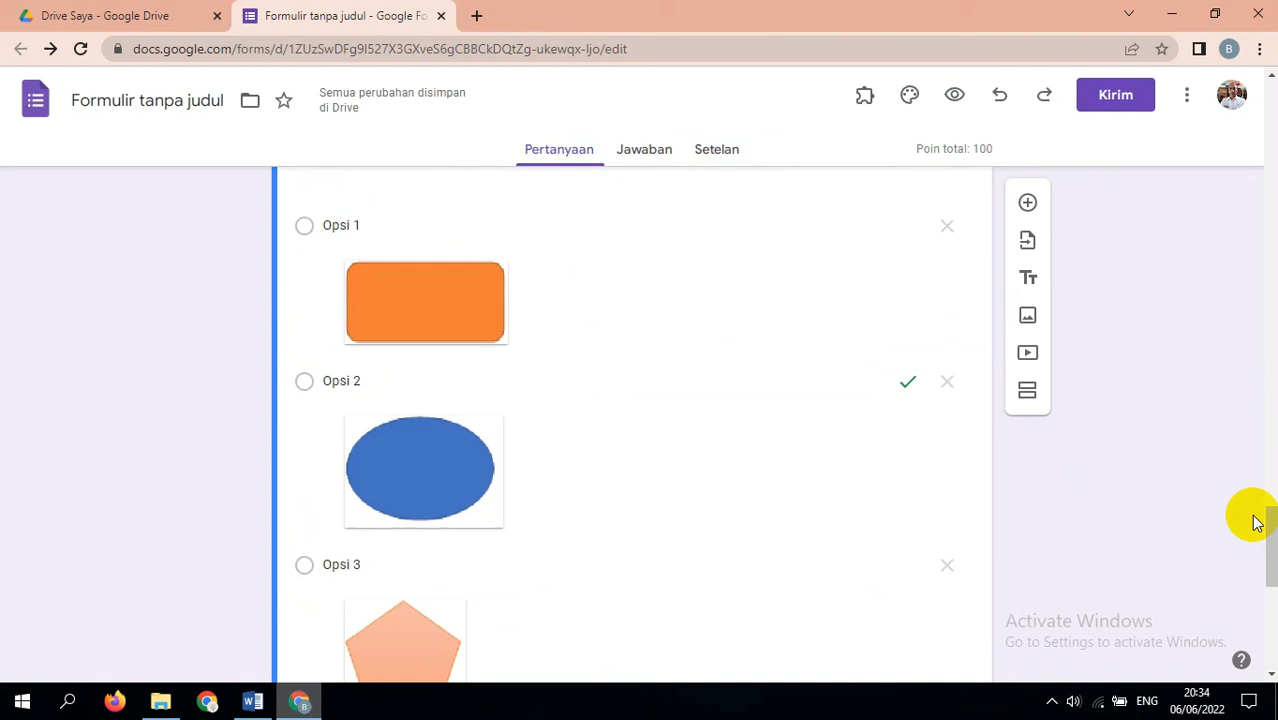 Drive Saya - Google Drive
Formulir tanpa judul - Google Fo
docs.google.com/forms/d/1ZUzSwDFg9I527X3GXveS6gCBBCkDQtZg-ukewqx-ljo/edit
B
Formulir tanpa judul
Semua perubahan disimpan
di Drive
Kirim
Pertanyaan
Jawaban
Setelan
Poin total: 100
Opsi 1
Tт
Opsi 2
Opsi 3
Activate Windows
Go to Settings to activate Windows.
ENG
20:34
06/06/2022